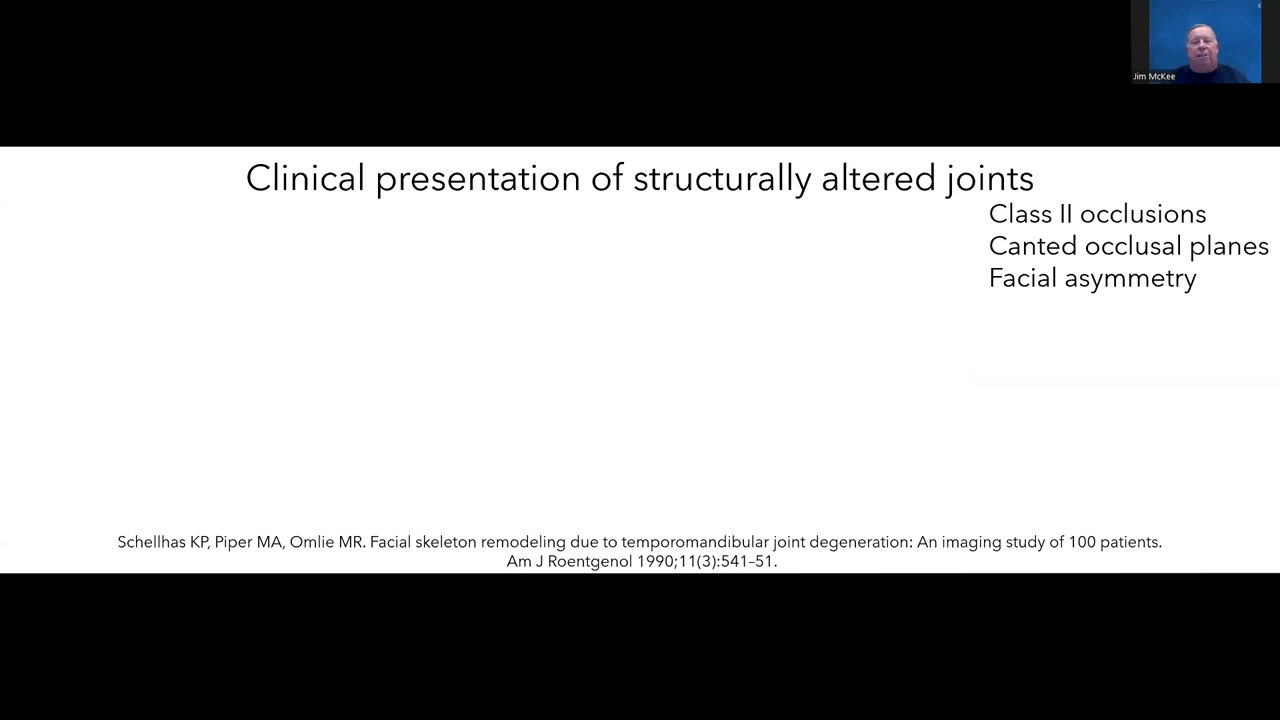 Jim McKee
Clinical presentation of structurally altered joints
Class II occlusions
Canted occlusal planes
Facial asymmetry
Schellhas KP, Piper MA, Omlie MR. Facial skeleton remodeling due to temporomandibular joint degeneration: An imaging study of 100 patients.
Am J Roentgenol 1990;11(3):541–51.